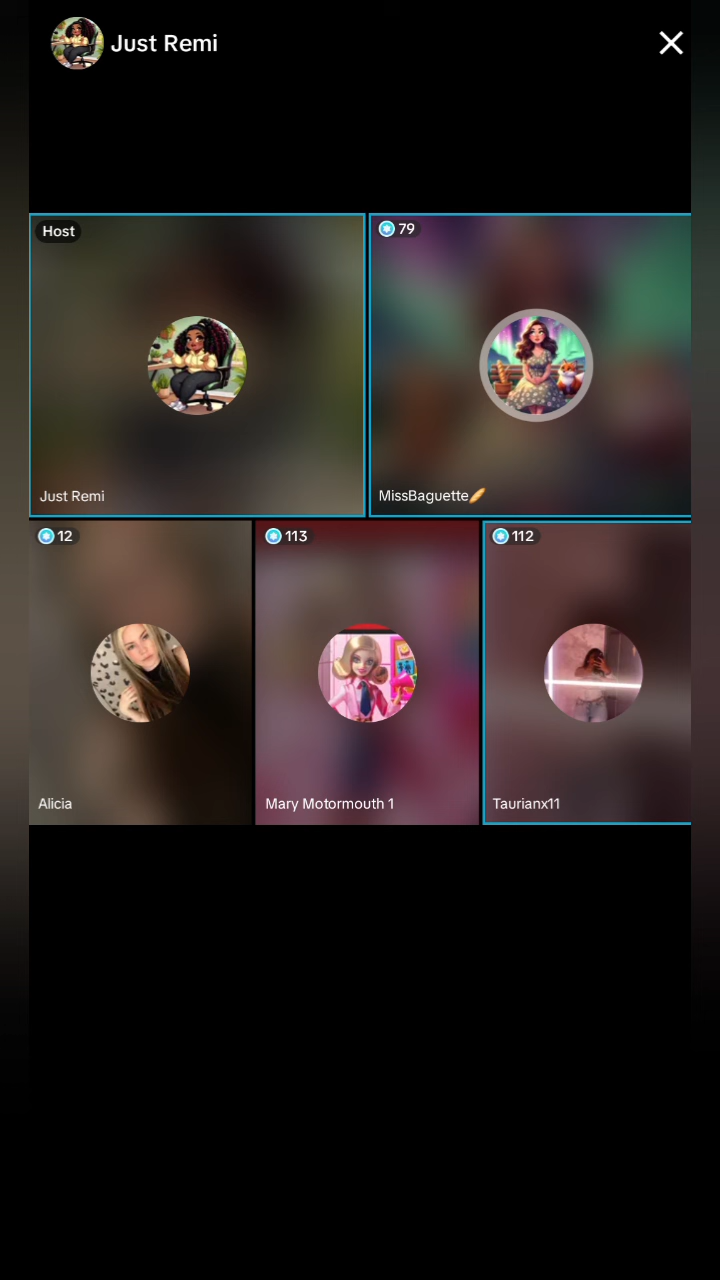 Just Remi
Host
79
Just Remi
MissBaguette🥖
12
113
112
Alicia
Mary Motormouth 1
Taurianx11